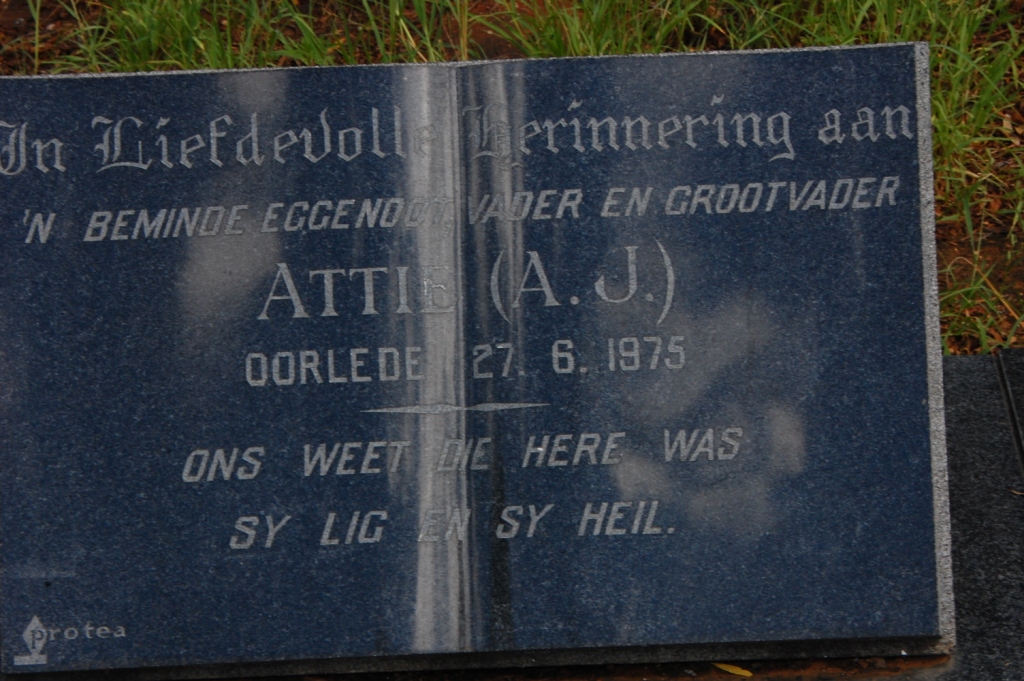 In Liefdevolle Herinnering aan
'N BEMINDE EGGENOOT, VADER EN GROOTVADER
ATTIE (A. J.)
OORLEDE 27. 6. 1975
ONS WEET DIE HERE WAS
SY LIG EN SY HEIL.
protea